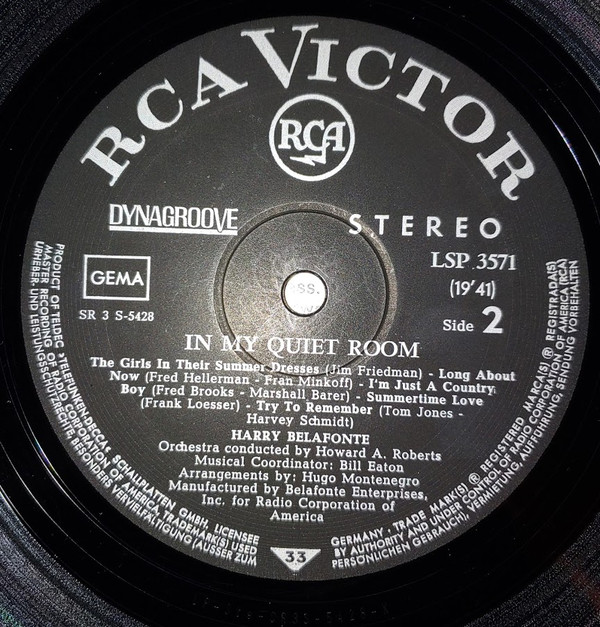 RCA VICTOR
RCA
DYNAGROOVE
STEREO
GEMA
LSP 3571
(19'41)
SR 3 S-5428
Side 2
SS.
IN MY QUIET ROOM
The Girls In Their Summer Dresses (Jim Friedman) - Long About
Now (Fred Hellerman - Fran Minkoff) - I'm Just A Country
Boy (Fred Brooks - Marshall Barer) - Summertime Love
(Frank Loesser) - Try To Remember (Tom Jones -
Harvey Schmidt)
HARRY BELAFONTE
Orchestra conducted by Howard A. Roberts
Musical Coordinator: Bill Eaton
Arrangements by: Hugo Montenegro
Manufactured by Belafonte Enterprises,
Inc. for Radio Corporation of
America
33
PRODUCT OF TELDEC »TELEFUNKEN-DECCA« SCHALLPLATTEN GMBH. LICENSEE
MASTER RECORDING OF RADIO CORPORATION OF AMERICA. TRADEMARK(S) USED
URHEBER- UND LEISTUNGSSCHUTZRECHTE, BESONDERS VERVIELFÄLTIGUNG (AUSSER ZUM
GERMANY · TRADE MARK(S) ® REGISTERED · MARCA(S) ® REGISTRADA(S)
BY AUTHORITY AND UNDER CONTROL OF RADIO CORPORATION OF AMERICA (RCA)
PERSÖNLICHEN GEBRAUCH), VERMIETUNG, AUFFÜHRUNG, SENDUNG VORBEHALTEN